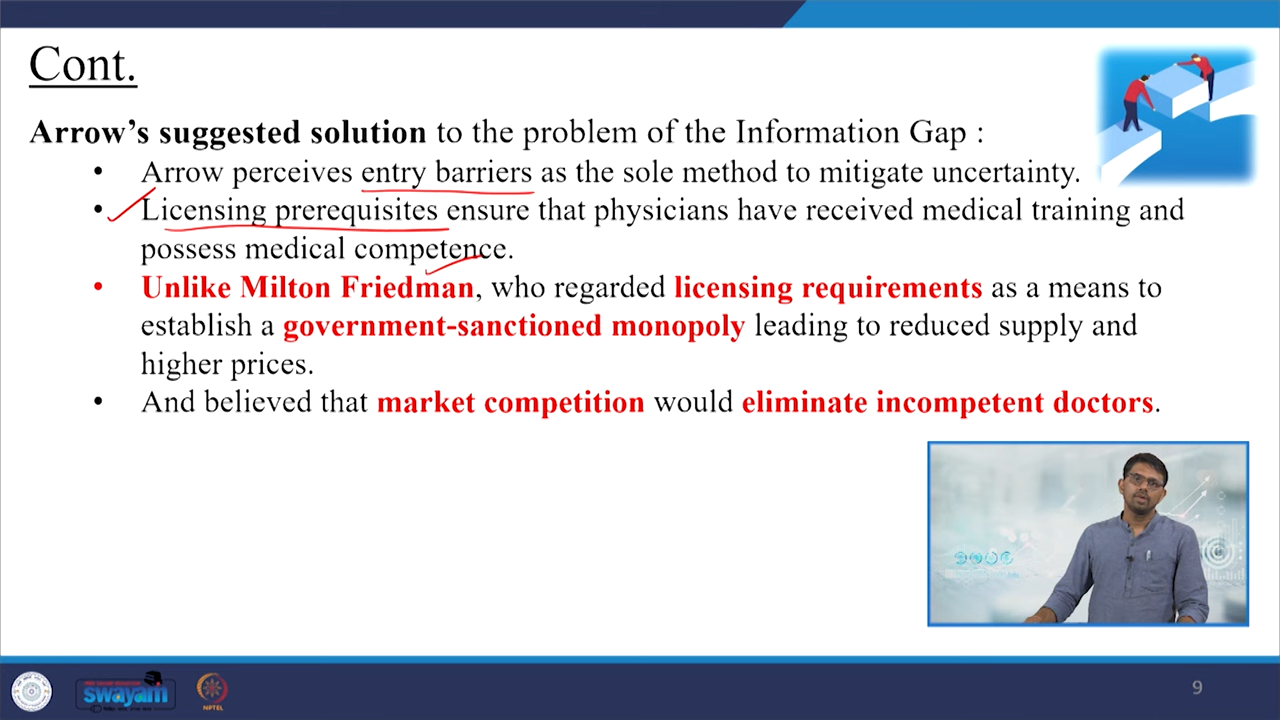 Cont.
Arrow’s suggested solution to the problem of the Information Gap :
• Arrow perceives entry barriers as the sole method to mitigate uncertainty.
• Licensing prerequisites ensure that physicians have received medical training and
possess medical competence.
• Unlike Milton Friedman, who regarded licensing requirements as a means to
establish a government-sanctioned monopoly leading to reduced supply and
higher prices.
• And believed that market competition would eliminate incompetent doctors.
swayam
NPTEL
9